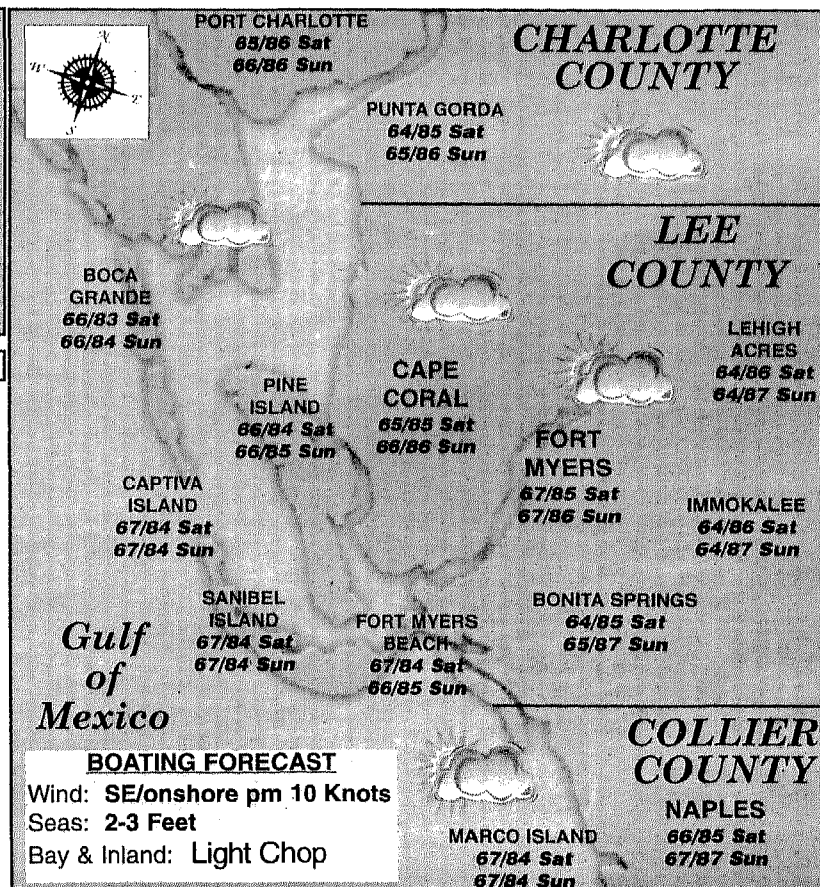 PORT CHARLOTTE
65/86 Sat
66/86 Sun
CHARLOTTE
COUNTY
PUNTA GORDA
64/85 Sat
65/86 Sun
LEE
COUNTY
BOCA
GRANDE
66/83 Sat
66/84 Sun
LEHIGH
ACRES
64/86 Sat
64/87 Sun
PINE
ISLAND
66/84 Sat
66/85 Sun
CAPE
CORAL
65/85 Sat
66/86 Sun
FORT
MYERS
67/85 Sat
67/86 Sun
CAPTIVA
ISLAND
67/84 Sat
67/84 Sun
IMMOKALEE
64/86 Sat
64/87 Sun
SANIBEL
ISLAND
67/84 Sat
67/84 Sun
FORT MYERS
BEACH
67/84 Sat
66/85 Sun
BONITA SPRINGS
64/85 Sat
65/87 Sun
Gulf
of
Mexico
COLLIER
COUNTY
NAPLES
66/85 Sat
67/87 Sun
MARCO ISLAND
67/84 Sat
67/84 Sun
BOATING FORECAST
Wind: SE/onshore pm 10 Knots
Seas: 2-3 Feet
Bay & Inland: Light Chop